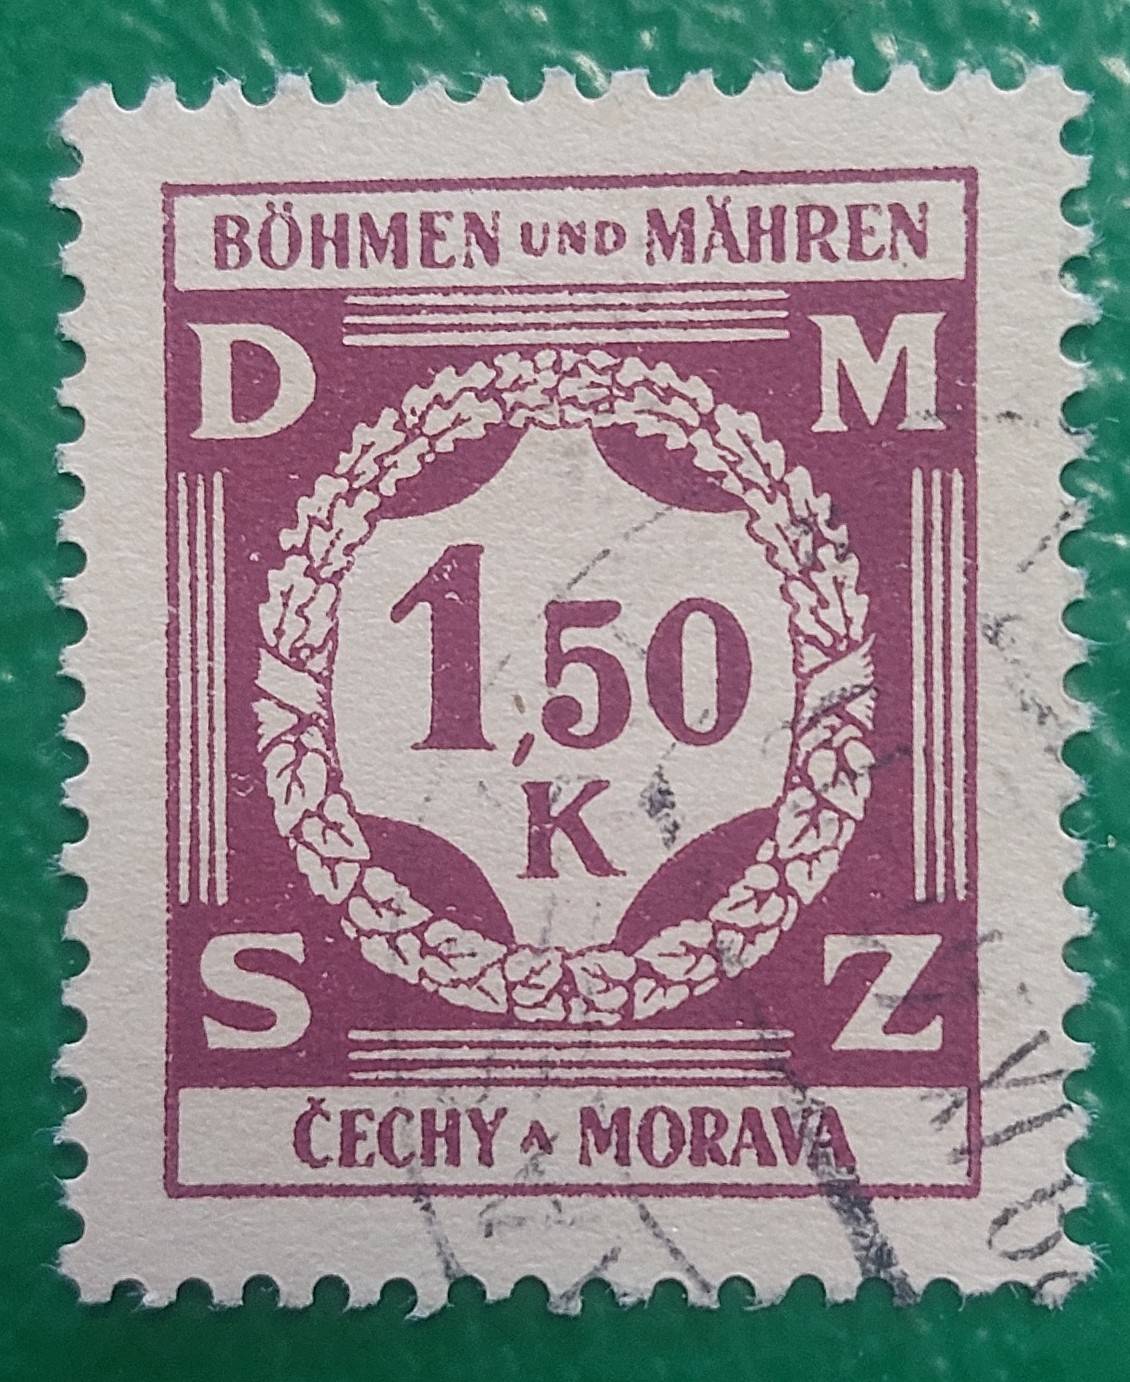 BÖHMEN UND MÄHREN
D M
1,50
K
S Z
ČECHY A MORAVA